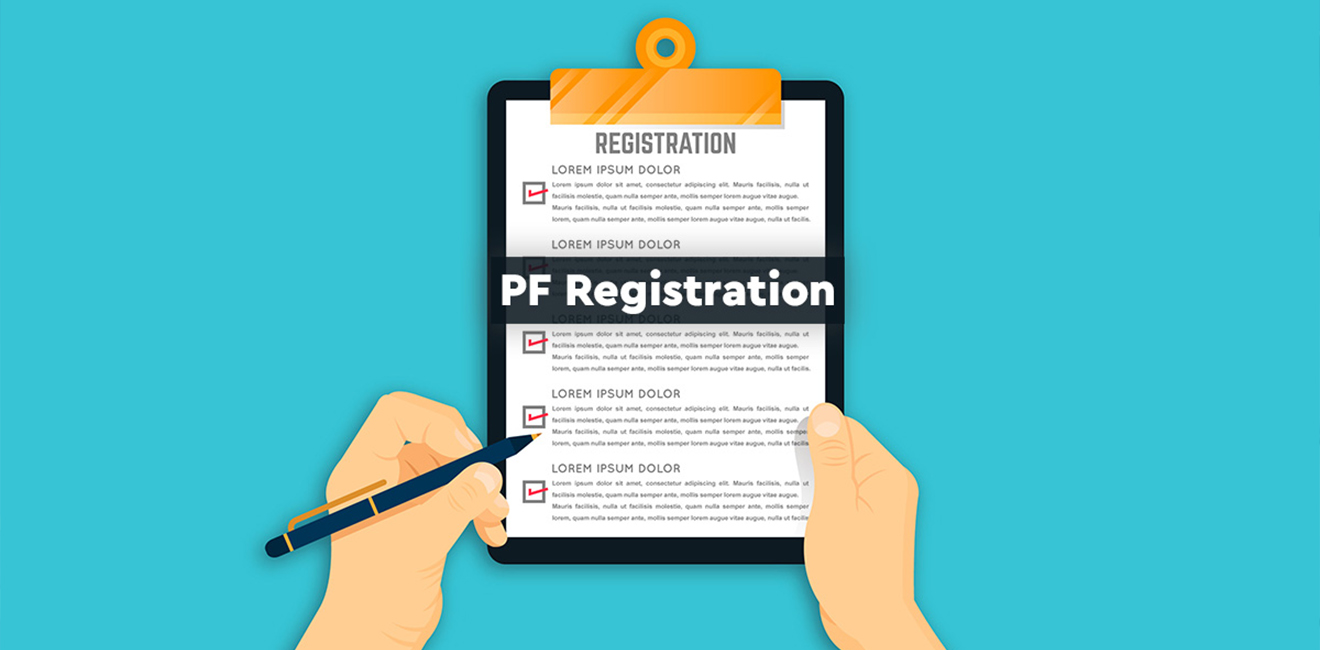 REGISTRATION
LOREM IPSUM DOLOR
Lorem ipsum dolor sit amet, consectetur adipiscing elit. Mauris facilisis, nulla ut
facilisis molestie, quam nulla semper ante, mollis semper lorem augue vitae augue.
Mauris facilisis, nulla ut facilisis molestie, quam nulla semper ante, mollis semper
lorem, quam nulla semper ante, mollis semper lorem augue vitae augue, nulla ut facilis.
LOREM IPSUM DOLOR
PF Registration
LOREM IPSUM DOLOR
Lorem ipsum dolor sit amet, consectetur adipiscing elit. Mauris facilisis, nulla ut
facilisis molestie, quam nulla semper ante, mollis semper lorem augue vitae augue.
Mauris facilisis, nulla ut facilisis molestie, quam nulla semper ante, mollis semper
lorem, quam nulla semper ante, mollis semper lorem augue vitae augue, nulla ut facilis.
LOREM IPSUM DOLOR
Lorem ipsum dolor sit amet, consectetur adipiscing elit. Mauris facilisis, nulla ut
facilisis molestie, quam nulla semper ante, mollis semper lorem augue vitae augue.
Mauris facilisis, nulla ut facilisis molestie, quam nulla semper ante, mollis semper
lorem, quam nulla semper ante, mollis semper lorem augue vitae augue, nulla ut facilis
LOREM IPSUM DOLOR
Lorem ipsum dolor sit amet, consectetur adipiscing elit. Mauris facilisis, nulla ut
facilisis molestie, quam nulla semper ante, mollis semper lorem augue vitae augue.
Mauris facilisis, nulla ut facilisis molestie, quam nulla semper ante, mollis semper
lorem, quam nulla semper ante, mollis semper lorem augue vitae augue, nulla ut facilis